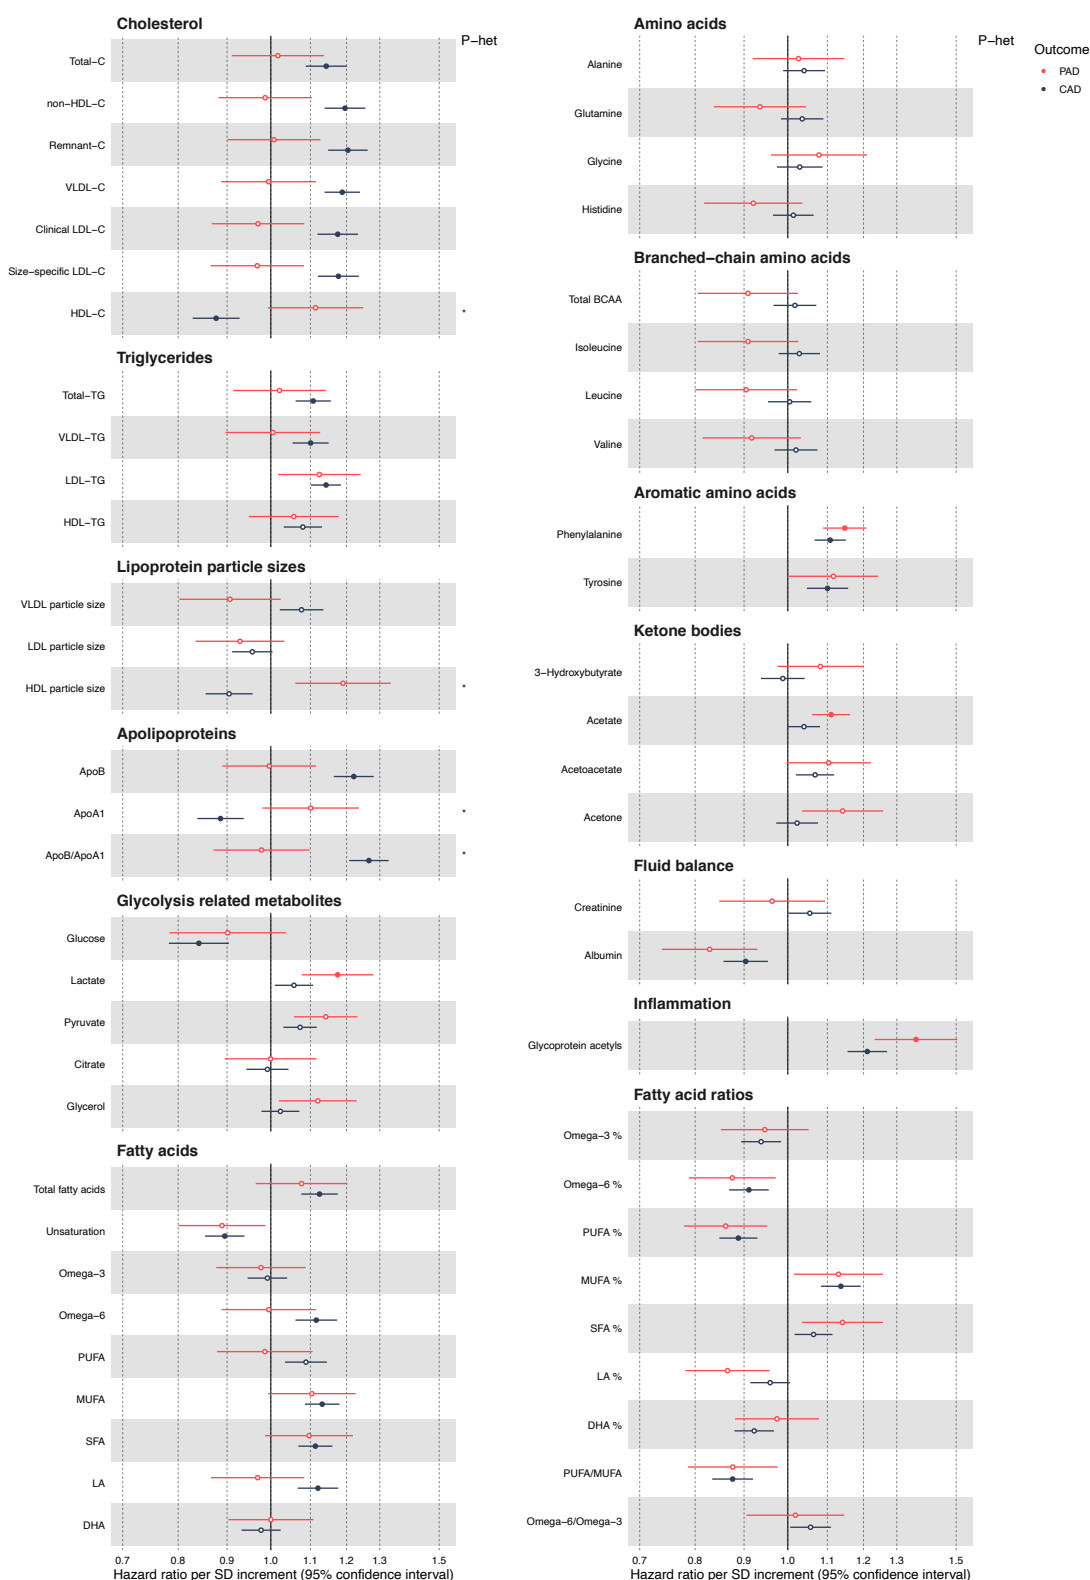 Cholesterol
P−het
Total−C
non−HDL−C
Remnant−C
VLDL−C
Clinical LDL−C
Size−specific LDL−C
HDL−C
*
Triglycerides
Total−TG
VLDL−TG
LDL−TG
HDL−TG
Lipoprotein particle sizes
VLDL particle size
LDL particle size
HDL particle size
*
Apolipoproteins
ApoB
ApoA1
*
ApoB/ApoA1
*
Glycolysis related metabolites
Glucose
Lactate
Pyruvate
Citrate
Glycerol
Fatty acids
Total fatty acids
Unsaturation
Omega−3
Omega−6
PUFA
MUFA
SFA
LA
DHA
0.7 0.8 0.9 1.0 1.1 1.2 1.3 1.5
Hazard ratio per SD increment (95% confidence interval)
Amino acids
P−het
Alanine
Glutamine
Glycine
Histidine
Branched−chain amino acids
Total BCAA
Isoleucine
Leucine
Valine
Aromatic amino acids
Phenylalanine
Tyrosine
Ketone bodies
3−Hydroxybutyrate
Acetate
Acetoacetate
Acetone
Fluid balance
Creatinine
Albumin
Inflammation
Glycoprotein acetyls
Fatty acid ratios
Omega−3 %
Omega−6 %
PUFA %
MUFA %
SFA %
LA %
DHA %
PUFA/MUFA
Omega−6/Omega−3
0.7 0.8 0.9 1.0 1.1 1.2 1.3 1.5
Hazard ratio per SD increment (95% confidence interval)
Outcome
PAD
CAD